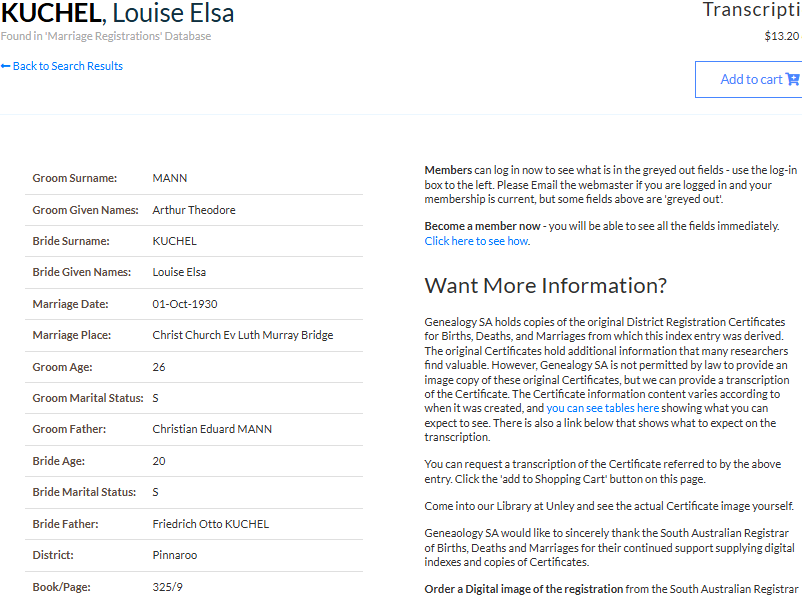 KUCHEL, Louise Elsa
Found in 'Marriage Registrations' Database
Back to Search Results
Transcripti
$13.20
Add to cart
Groom Surname: MANN
Groom Given Names: Arthur Theodore
Bride Surname: KUCHEL
Bride Given Names: Louise Elsa
Marriage Date: 01-Oct-1930
Marriage Place: Christ Church Ev Luth Murray Bridge
Groom Age: 26
Groom Marital Status: S
Groom Father: Christian Eduard MANN
Bride Age: 20
Bride Marital Status: S
Bride Father: Friedrich Otto KUCHEL
District: Pinnaroo
Book/Page: 325/9
Members can log in now to see what is in the greyed out fields - use the log-in
box to the left. Please Email the webmaster if you are logged in and your
membership is current, but some fields above are 'greyed out'.
Become a member now - you will be able to see all the fields immediately.
Click here to see how.
Want More Information?
Genealogy SA holds copies of the original District Registration Certificates
for Births, Deaths, and Marriages from which this index entry was derived.
The original Certificates hold additional information that many researchers
find valuable. However, Genealogy SA is not permitted by law to provide an
image copy of these original Certificates, but we can provide a transcription
of the Certificate. The Certificate information content varies according to
when it was created, and you can see tables here showing what you can
expect to see. There is also a link below that shows what to expect on the
transcription.
You can request a transcription of the Certificate referred to by the above
entry. Click the 'add to Shopping Cart' button on this page.
Come into our Library at Unley and see the actual Certificate image yourself.
Geneaology SA would like to sincerely thank the South Australian Registrar
of Births, Deaths and Marriages for their continued support supplying digital
indexes and copies of Certificates.
Order a Digital image of the registration from the South Australian Registrar